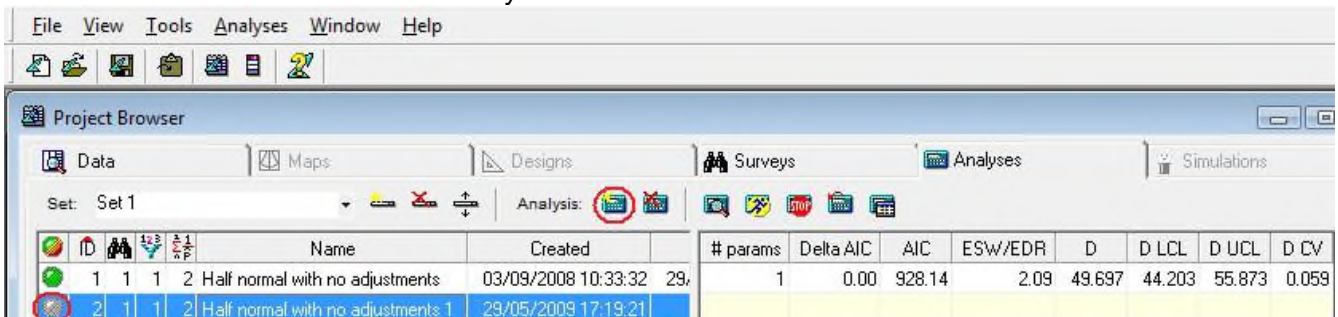 File View Tools Analyses Window Help
Project Browser
Data Maps Designs Surveys Analyses Simulations
Set: Set 1 Analysis: STOP
ID Name Created # params Delta AIC AIC ESW/EDR D D LCL D UCL D CV
1 1 1 2 Half normal with no adjustments 03/09/2008 10:33:32 29/ 1 0.00 928.14 2.09 49.697 44.203 55.873 0.059
2 1 1 2 Half normal with no adjustments 1 29/05/2009 17:19:21